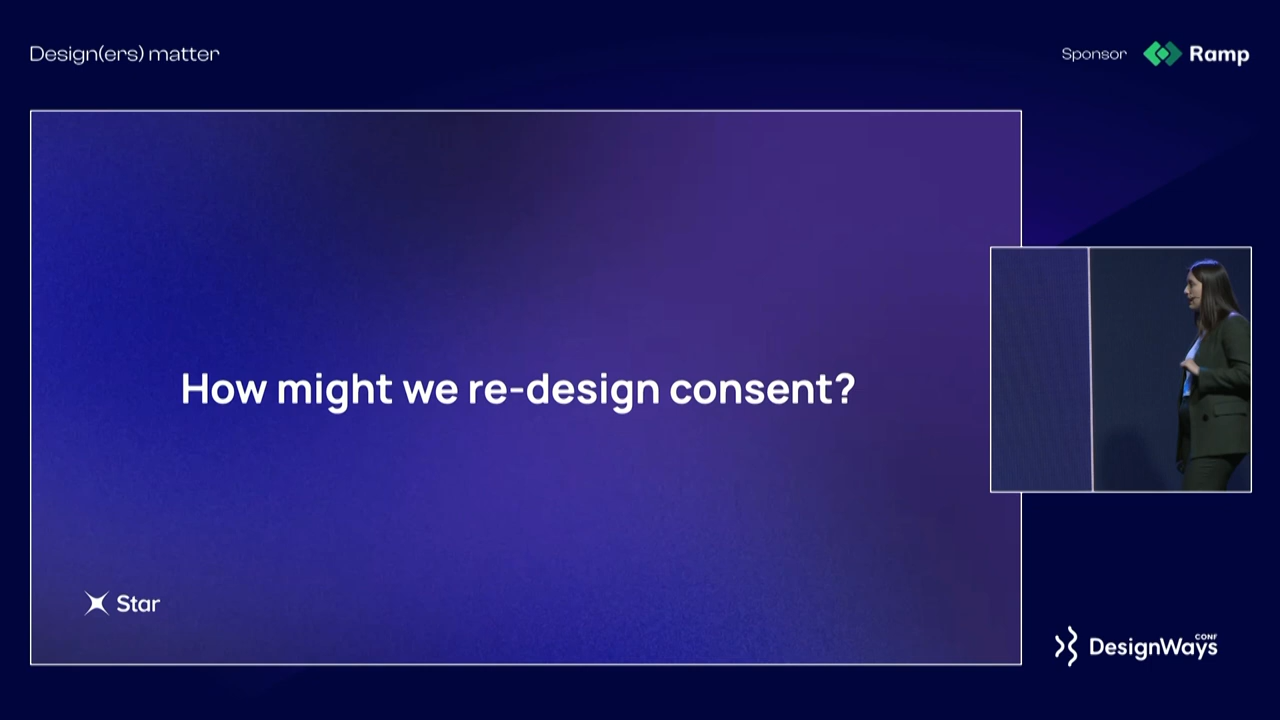 Design(ers) matter
Sponsor Ramp
How might we re-design consent?
Star
DesignWays CONF